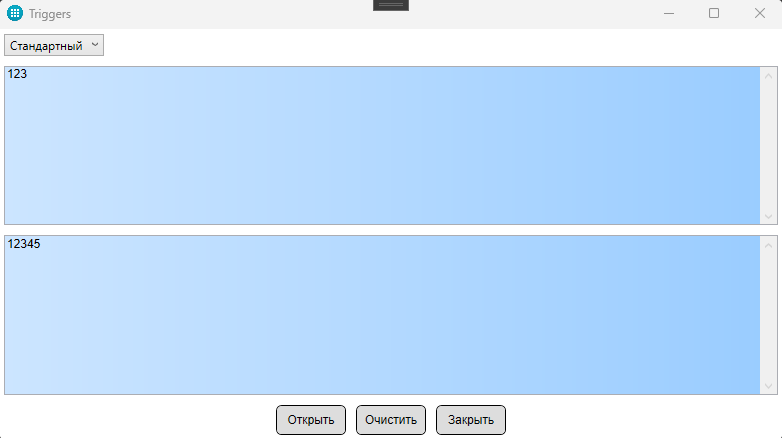 Triggers
Стандартный
123
12345
Открыть Очистить Закрыть